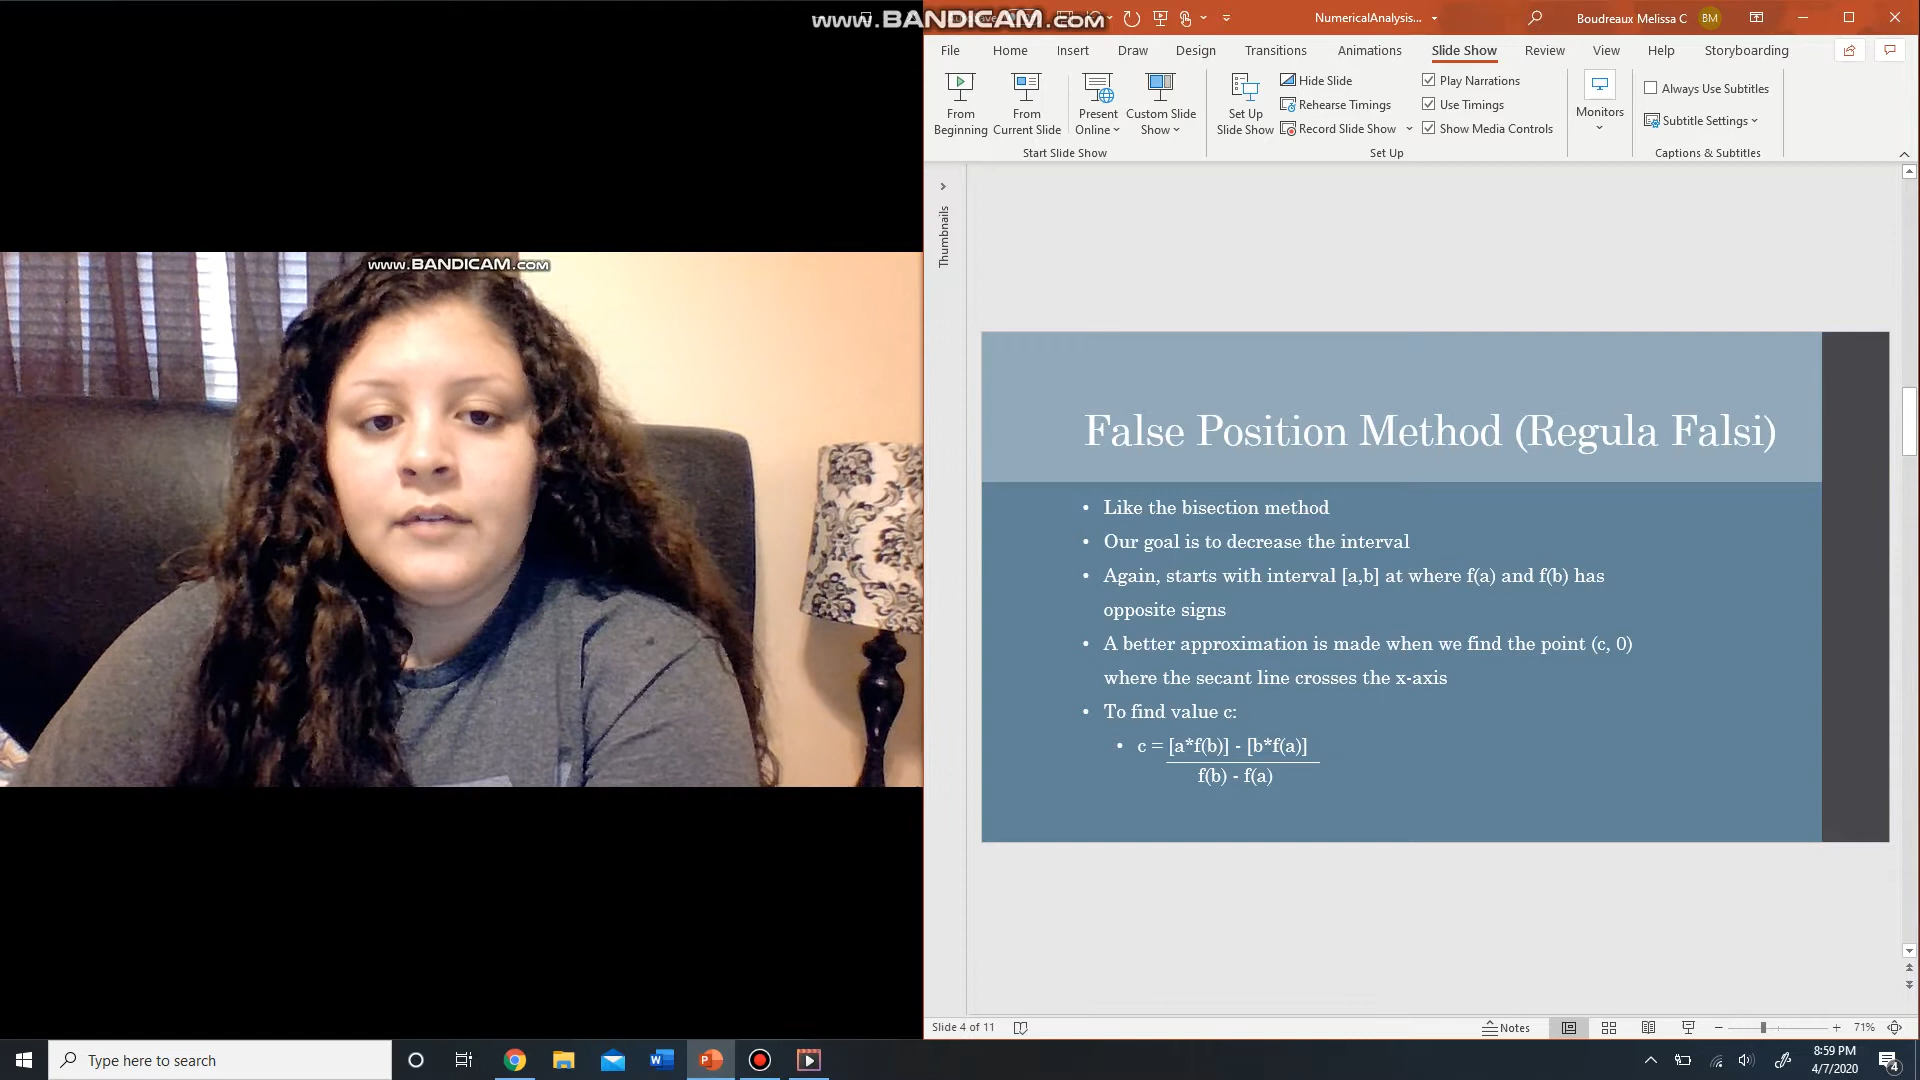 www.BANDICAM.com
NumericalAnalysis...
Boudreaux Melissa C
BM
File
Home
Insert
Draw
Design
Transitions
Animations
Slide Show
Review
View
Help
Storyboarding
From Beginning
From Current Slide
Present Online
Custom Slide Show
Start Slide Show
Set Up Slide Show
Hide Slide
Rehearse Timings
Record Slide Show
Play Narrations
Use Timings
Show Media Controls
Set Up
Monitors
Always Use Subtitles
Subtitle Settings
Captions & Subtitles
Thumbnails
www.BANDICAM.com
False Position Method (Regula Falsi)
• Like the bisection method
• Our goal is to decrease the interval
• Again, starts with interval [a,b] at where f(a) and f(b) has
opposite signs
• A better approximation is made when we find the point (c, 0)
where the secant line crosses the x-axis
• To find value c:
• c = [a*f(b)] - [b*f(a)]
f(b) - f(a)
Slide 4 of 11
Notes
71%
Type here to search
8:59 PM
4/7/2020
4